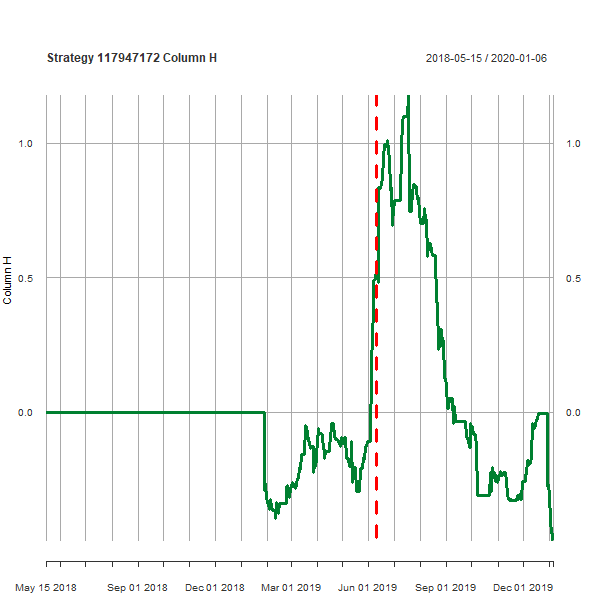 Strategy 117947172 Column H
2018-05-15 / 2020-01-06
1.0
1.0
0.5
0.5
0.0
0.0
Column H
May 15 2018
Sep 01 2018
Dec 01 2018
Mar 01 2019
Jun 01 2019
Sep 01 2019
Dec 01 2019